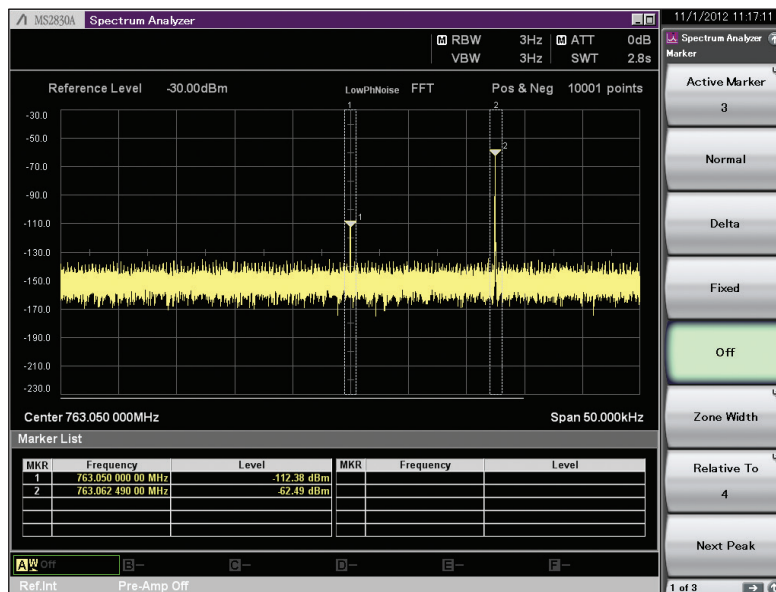 MS2830A Spectrum Analyzer
11/1/2012 11:17:11
M RBW 3Hz M ATT 0dB
VBW 3Hz SWT 2.8s
Spectrum Analyzer
Marker
Reference Level -30.00dBm LowPhNoise FFT Pos & Neg 10001 points
1 2
-30.0
-50.0
-70.0
-90.0
-110.0
-130.0
-150.0
-170.0
-190.0
-210.0
-230.0
2
1
Center 763.050 000MHz Span 50.000kHz
Marker List
MKR Frequency Level MKR Frequency Level
1 763.050 000 00 MHz -112.38 dBm
2 763.062 490 00 MHz -62.49 dBm
A W Off B- C- D- E- F-
Ref.Int Pre-Amp Off
Active Marker
3
Normal
Delta
Fixed
Off
Zone Width
Relative To
4
Next Peak
1 of 3